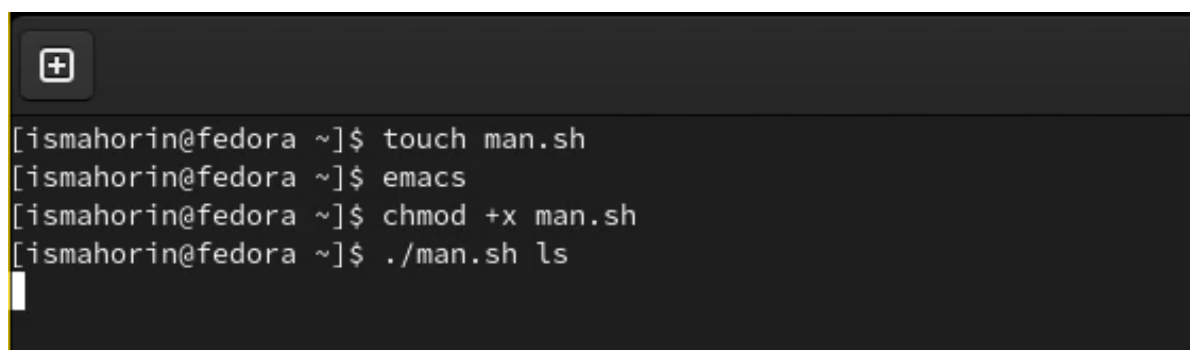 [ismahorin@fedora ~]$ touch man.sh
[ismahorin@fedora ~]$ emacs
[ismahorin@fedora ~]$ chmod +x man.sh
[ismahorin@fedora ~]$ ./man.sh ls